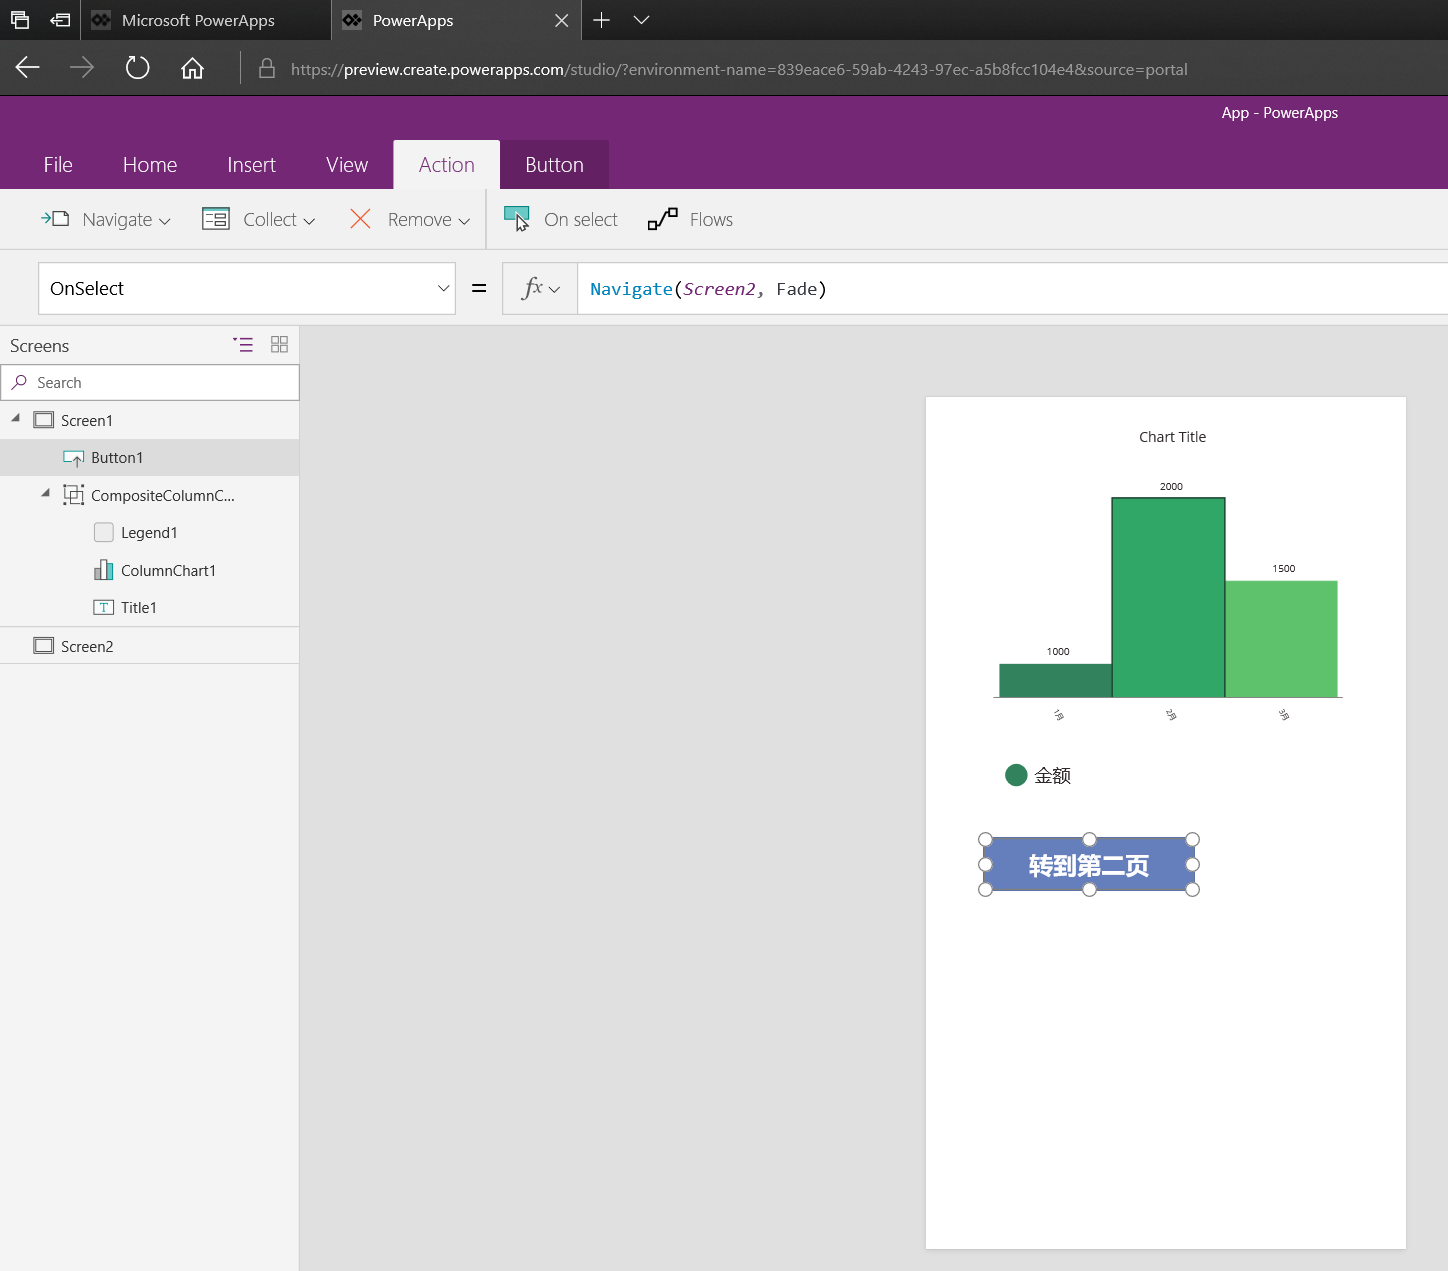 Microsoft PowerApps
PowerApps
https://preview.create.powerapps.com/studio/?environment-name=839eace6-59ab-4243-97ec-a5b8fcc104e4&source=portal
App - PowerApps
File Home Insert View Action Button
Navigate Collect Remove On select Flows
OnSelect = fx Navigate(Screen2, Fade)
Screens
Search
Screen1
Button1
CompositeColumnC...
Legend1
ColumnChart1
Title1
Screen2
Chart Title
2000
1500
1000
1月 2月 3月
金额
转到第二页